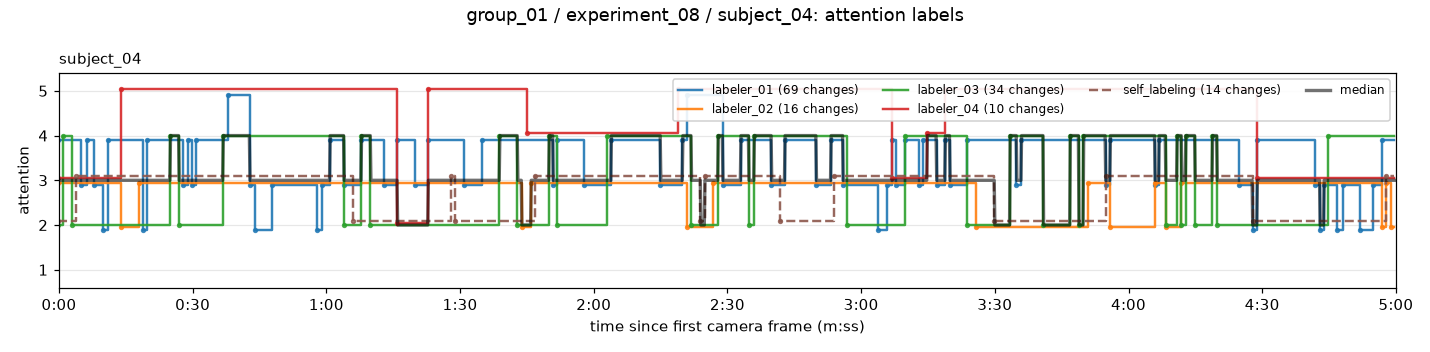 group_01 / experiment_08 / subject_04: attention labels
subject_04
labeler_01 (69 changes)
labeler_02 (16 changes)
labeler_03 (34 changes)
labeler_04 (10 changes)
self_labeling (14 changes)
median
attention
5
4
3
2
1
0:00 0:30 1:00 1:30 2:00 2:30 3:00 3:30 4:00 4:30 5:00
time since first camera frame (m:ss)